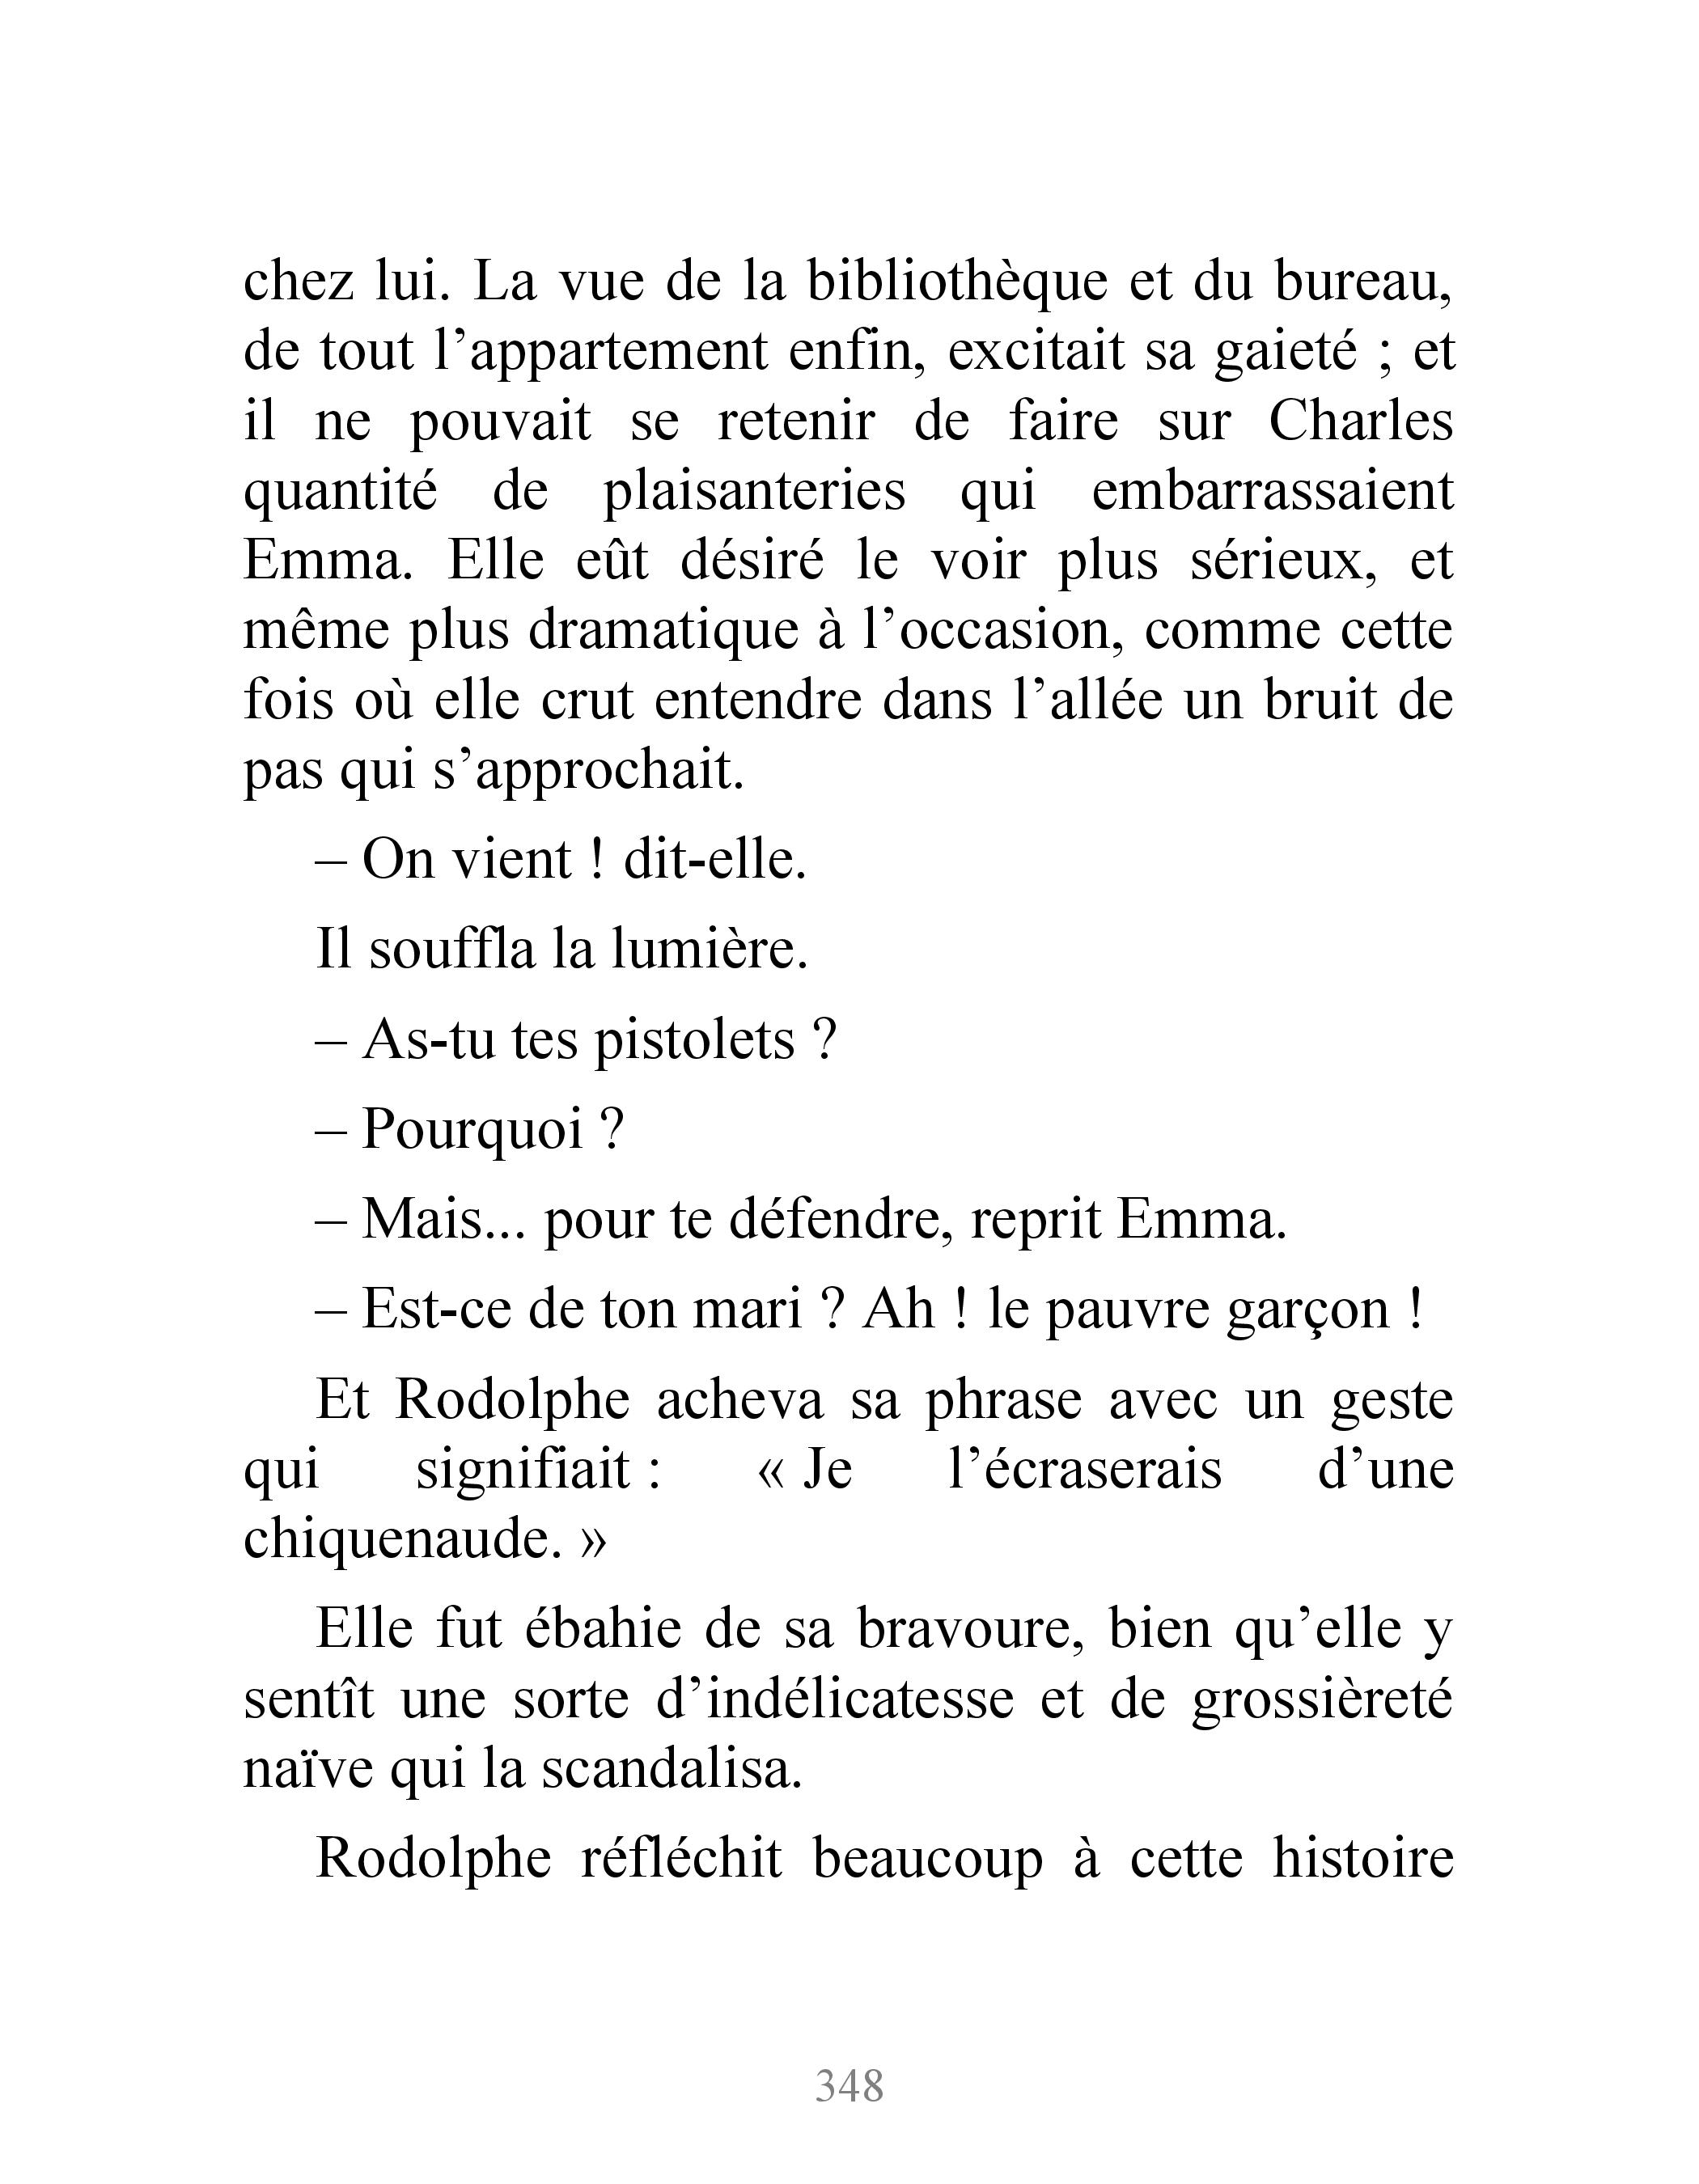 chez lui. La vue de la bibliothèque et du bureau,
de tout l’appartement enfin, excitait sa gaieté ; et
il ne pouvait se retenir de faire sur Charles
quantité de plaisanteries qui embarrassaient
Emma. Elle eût désiré le voir plus sérieux, et
même plus dramatique à l’occasion, comme cette
fois où elle crut entendre dans l’allée un bruit de
pas qui s’approchait.
– On vient ! dit-elle.
Il souffla la lumière.
– As-tu tes pistolets ?
– Pourquoi ?
– Mais... pour te défendre, reprit Emma.
– Est-ce de ton mari ? Ah ! le pauvre garçon !
Et Rodolphe acheva sa phrase avec un geste
qui signifiait : « Je l’écraserais d’une
chiquenaude. »
Elle fut ébahie de sa bravoure, bien qu’elle y
sentît une sorte d’indélicatesse et de grossièreté
naïve qui la scandalisa.
Rodolphe réfléchit beaucoup à cette histoire
348